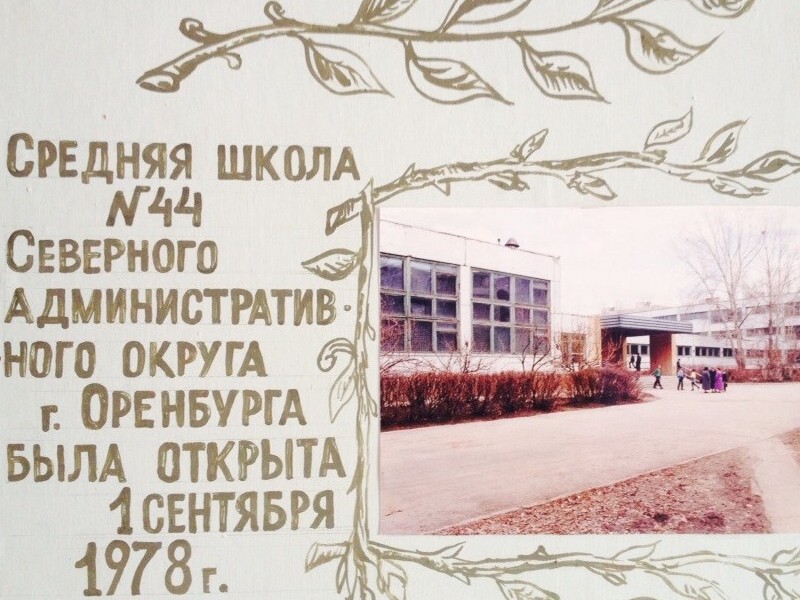 Средняя школа
№44
Северного
административ-
-ного округа
г. Оренбурга
была открыта
1 сентября
1978 г.